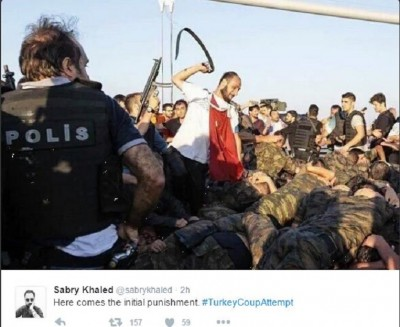 POLIS
Sabry Khaled @sabrykhaled · 2h
Here comes the initial punishment. #TurkeyCoupAttempt
157 59